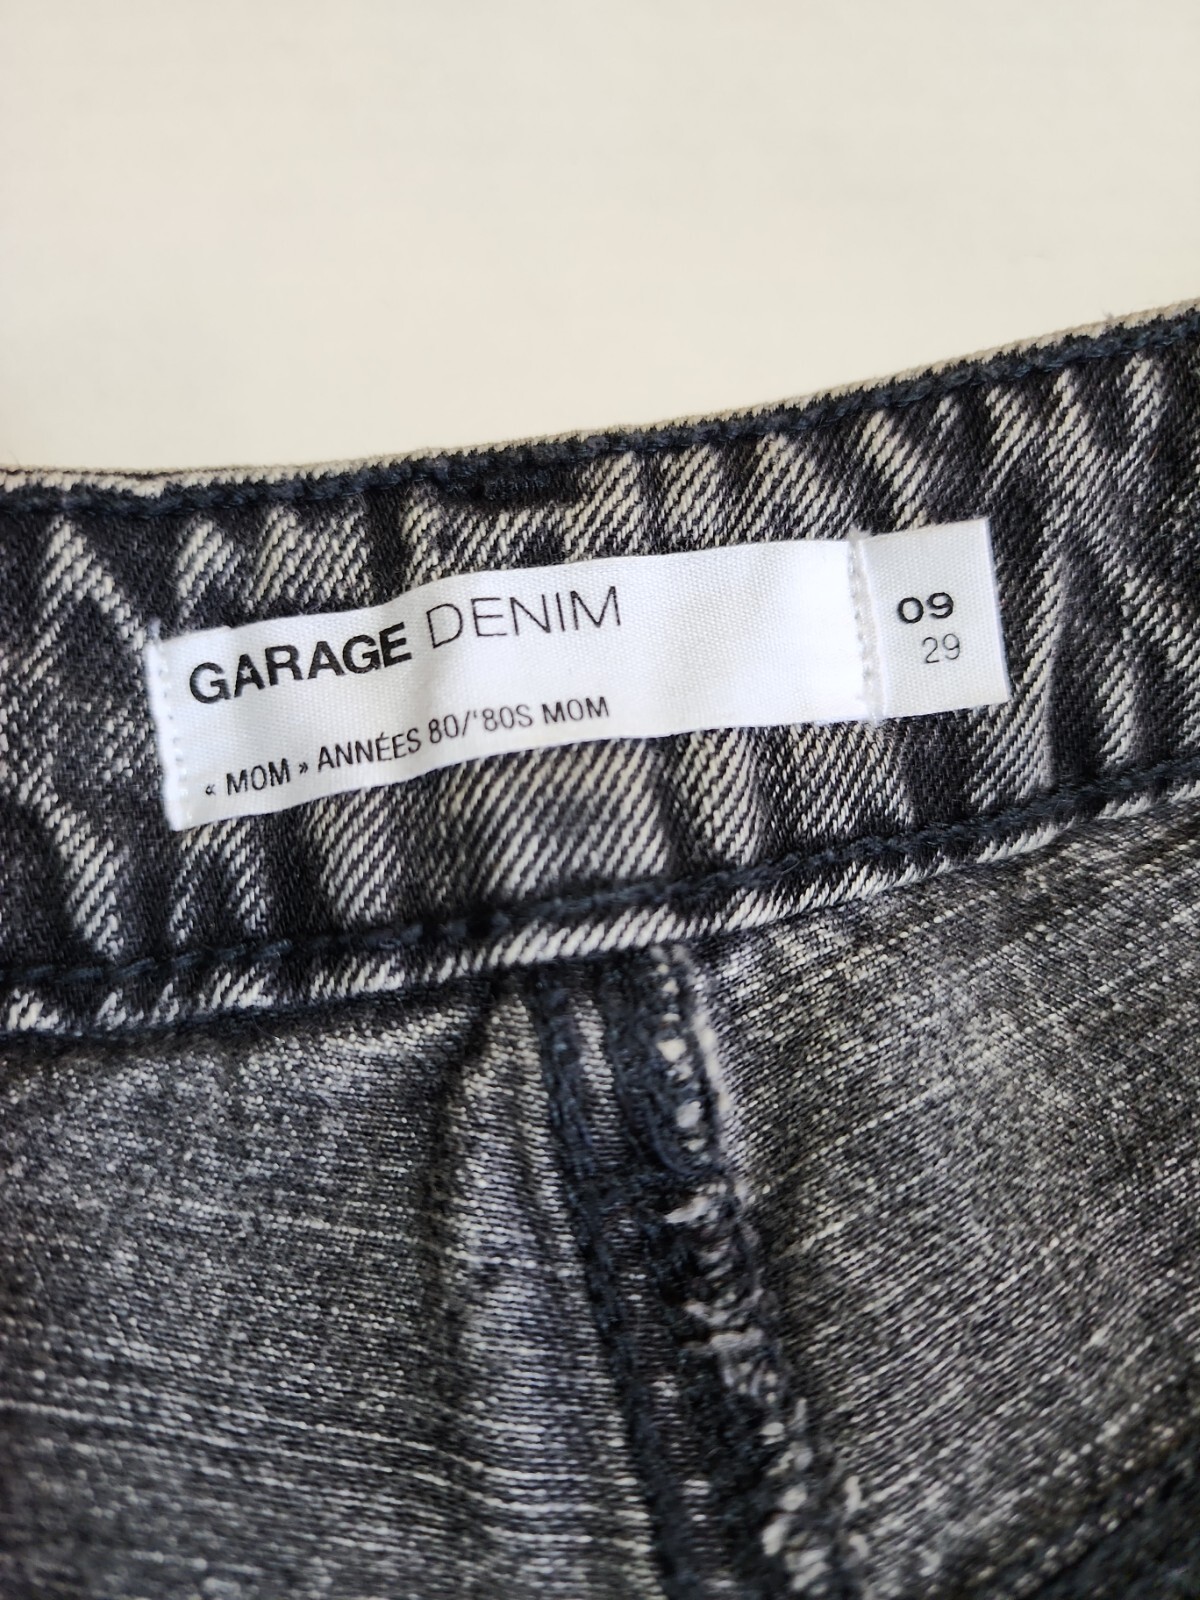 GARAGE DENIM
« MOM » ANNÉES 80/'80S MOM
09
29